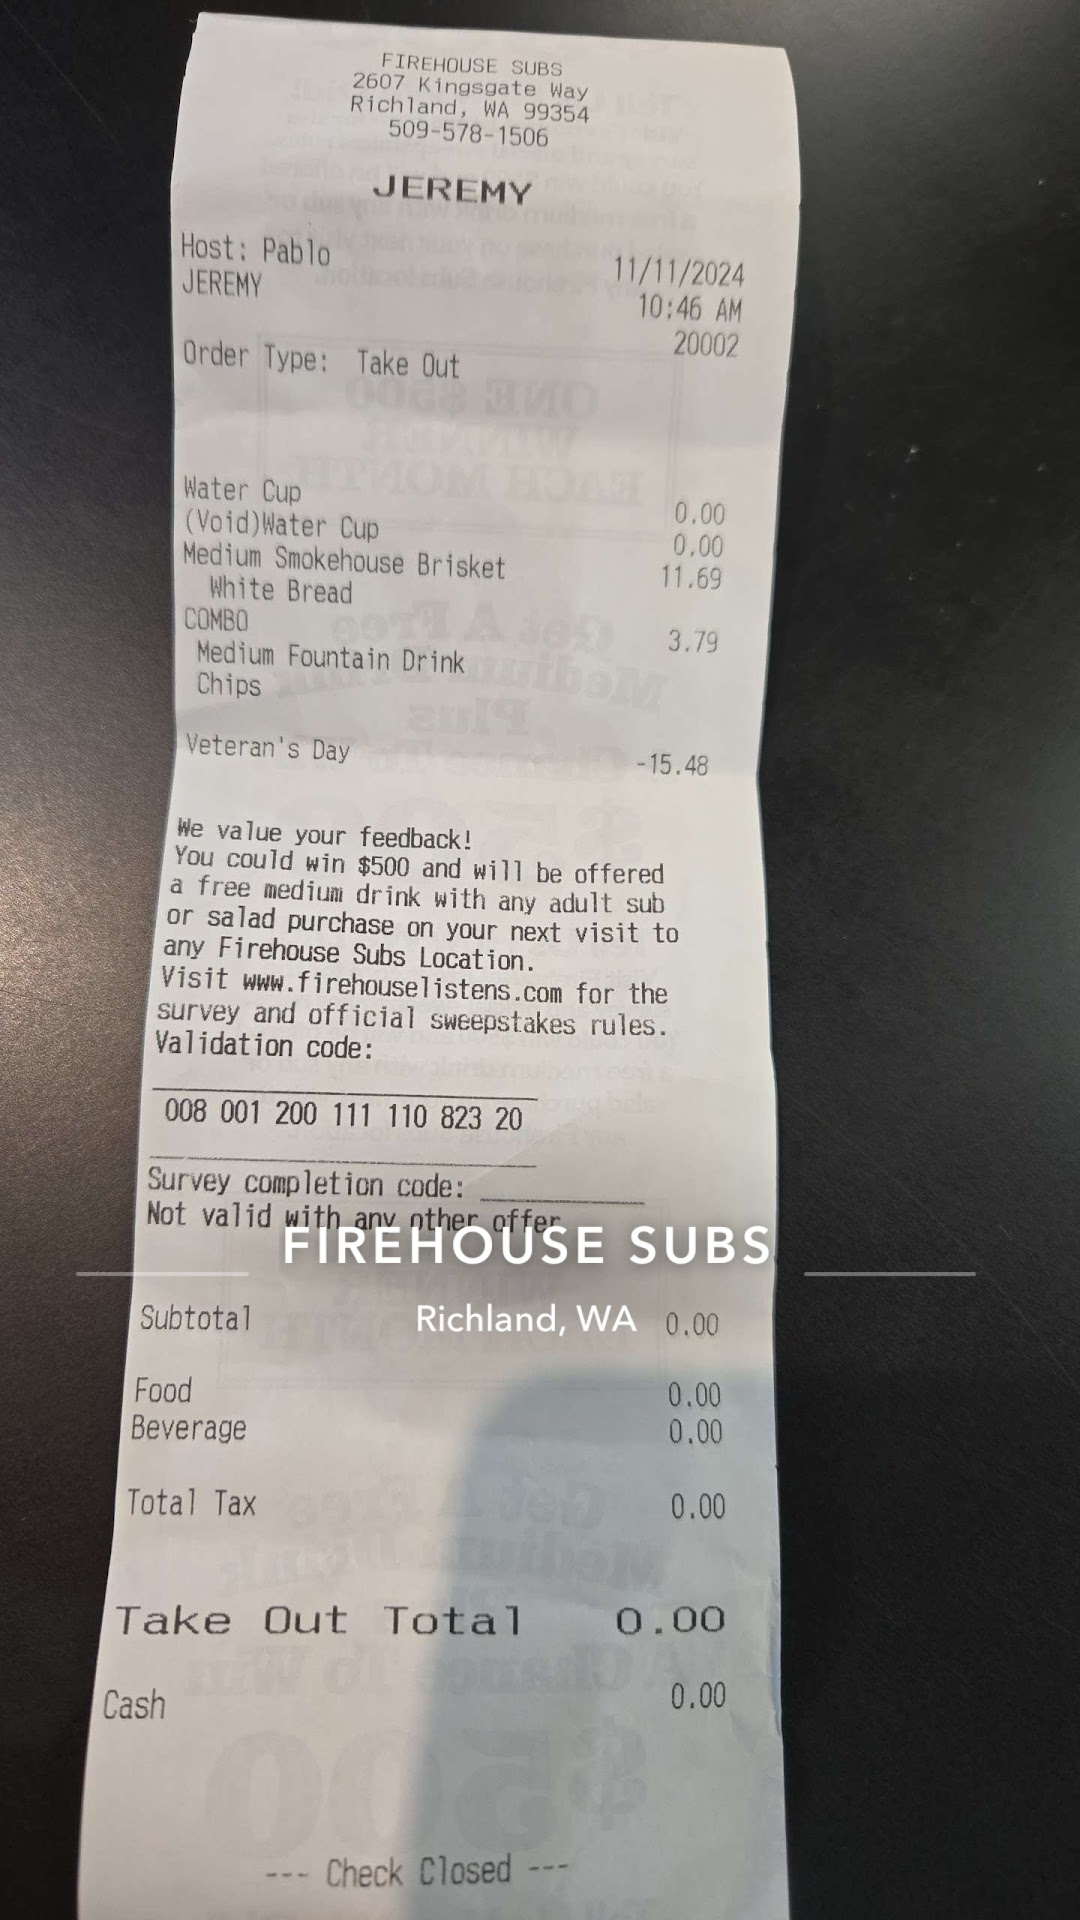 FIREHOUSE SUBS
2607 Kingsgate Way
Richland, WA 99354
509-578-1506
JEREMY
Host: Pablo 11/11/2024
JEREMY 10:46 AM
20002
Order Type: Take Out
Water Cup 0.00
(Void)Water Cup 0.00
Medium Smokehouse Brisket 11.69
White Bread
COMBO 3.79
Medium Fountain Drink
Chips
Veteran's Day -15.48
We value your feedback!
You could win $500 and will be offered
a free medium drink with any adult sub
or salad purchase on your next visit to
any Firehouse Subs Location.
Visit www.firehouselistens.com for the
survey and official sweepstakes rules.
Validation code:
008 001 200 111 110 823 20
Survey completion code:
Not valid with any other offer
FIREHOUSE SUBS
Richland, WA
Subtotal 0.00
Food 0.00
Beverage 0.00
Total Tax 0.00
Take Out Total 0.00
Cash 0.00
--- Check Closed ---